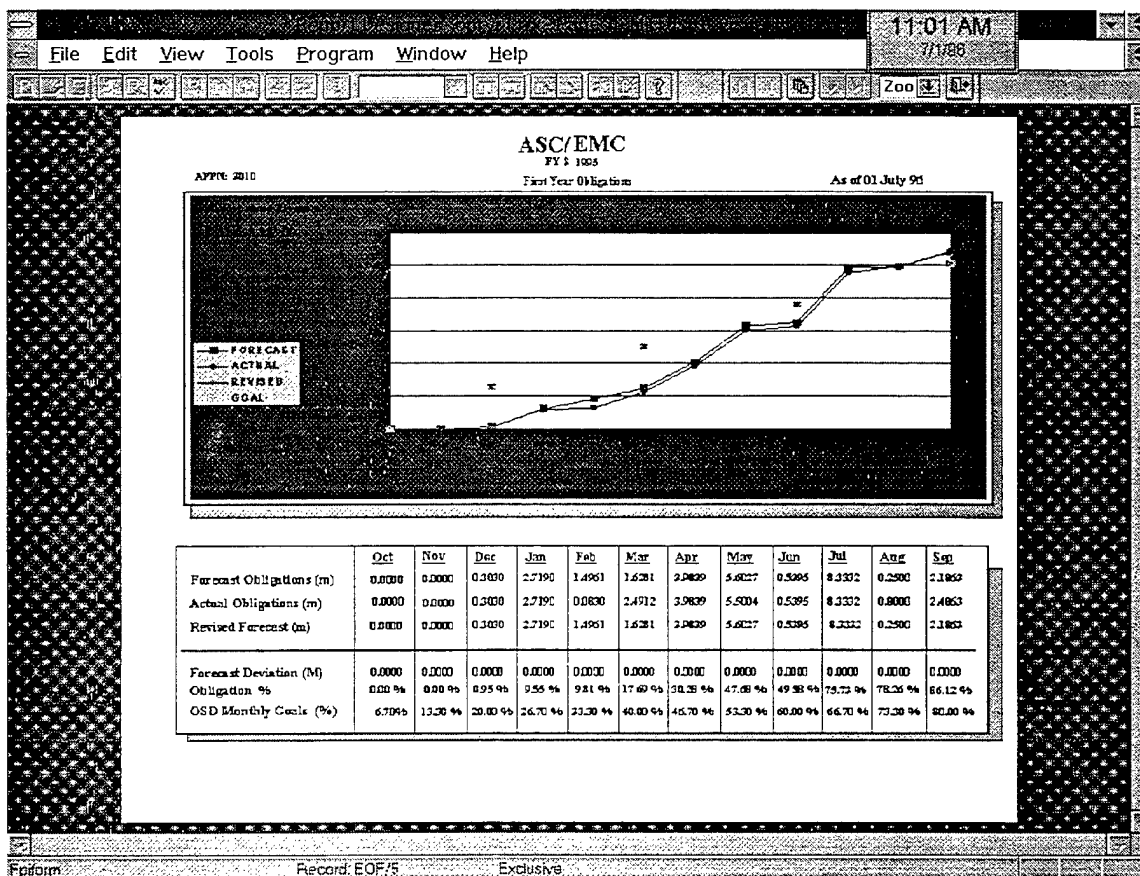 11:01 AM
7/1/96
File Edit View Tools Program Window Help
Zoo
ASC/EMC
FY $ 1995
APPN: 2010 First Year Obligations As of 01 July 96
FORECAST
ACTUAL
REVISED
GOAL
Oct Nov Dec Jan Feb Mar Apr May Jun Jul Aug Sep
Forecast Obligations (m) 0.0000 0.0000 0.3030 2.7190 1.4961 1.6281 3.9839 5.6027 0.5395 8.3332 0.2500 2.1863
Actual Obligations (m) 0.0000 0.0000 0.3030 2.7190 0.0830 2.4912 3.9839 5.5004 0.5395 8.3332 0.8000 2.4863
Revised Forecast (m) 0.0000 0.0000 0.3030 2.7190 1.4961 1.6281 3.9839 5.6027 0.5395 8.3332 0.2500 2.1863
Forecast Deviation (M) 0.0000 0.0000 0.0000 0.0000 0.0000 0.0000 0.0000 0.0000 0.0000 0.0000 0.0000 0.0000
Obligation % 0.00 % 0.00 % 0.95 % 9.55 % 9.81 % 17.69 % 30.28 % 47.68 % 49.38 % 75.73 % 78.26 % 86.12 %
OSD Monthly Goals (%) 6.70% 13.30 % 20.00 % 26.70 % 33.30 % 40.00 % 46.70 % 53.30 % 60.00 % 66.70 % 73.30 % 80.00 %
Record: EOF/5 Exclusive